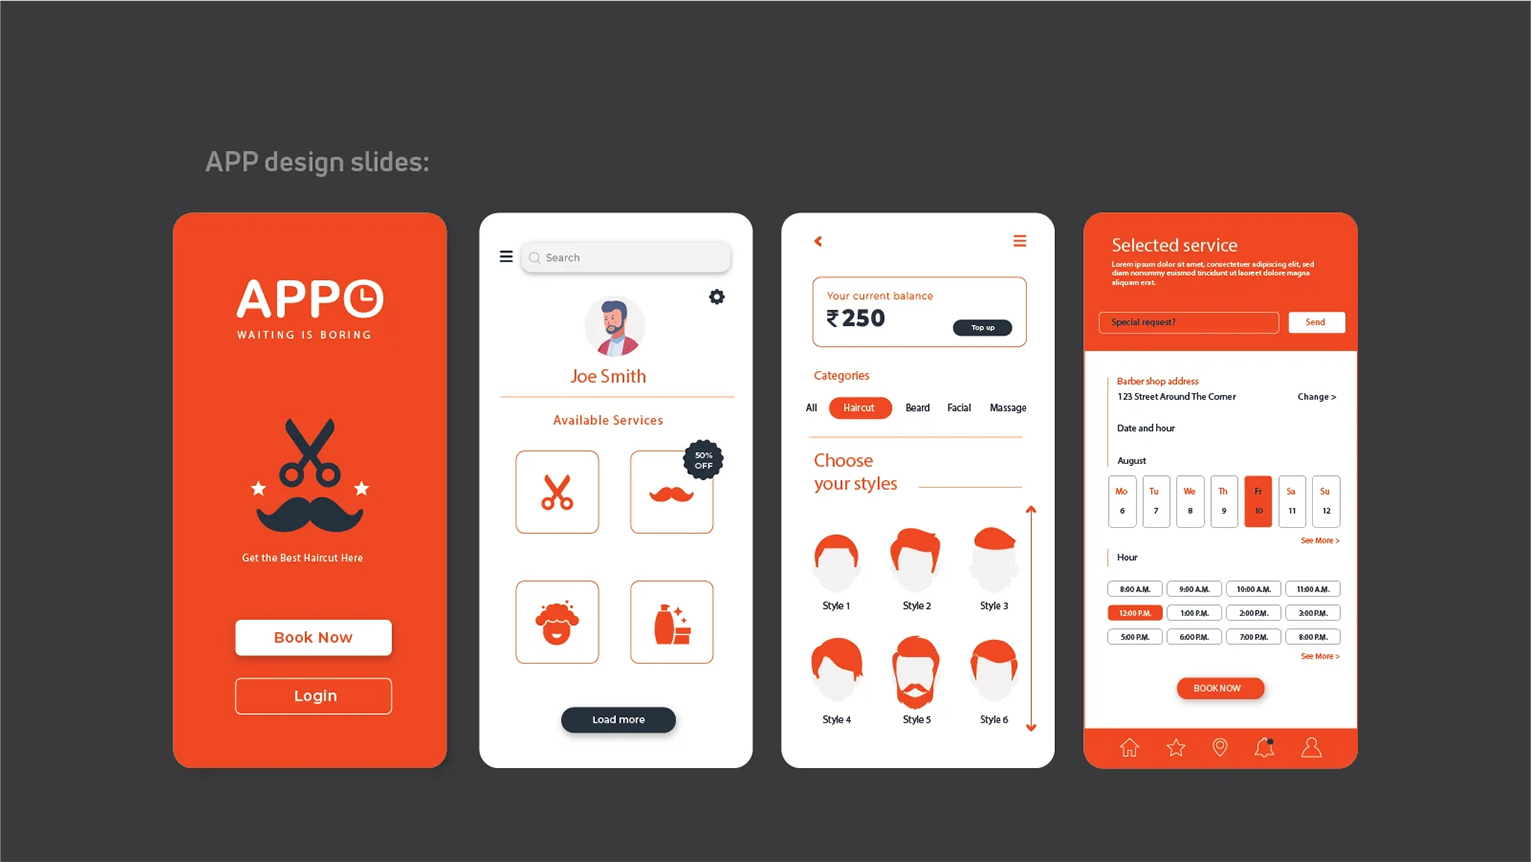 APP design slides:
APPO
WAITING IS BORING
Get the Best Haircut Here
Book Now
Login
Search
Joe Smith
Available Services
50%
OFF
Load more
Your current balance
₹250
Top up
Categories
All Haircut Beard Facial Massage
Choose
your styles
Style 1 Style 2 Style 3
Style 4 Style 5 Style 6
Selected service
Lorem ipsum dolor sit amet, consectetuer adipiscing elit, sed
diam nonummy euismod tincidunt ut laoreet dolore magna
aliquam erat.
Special request? Send
Barber shop address
123 Street Around The Corner Change >
Date and hour
August
Mo Tu We Th Fr Sa Su
6 7 8 9 10 11 12
See More >
Hour
8:00 A.M. 9:00 A.M. 10:00 A.M. 11:00 A.M.
12:00 P.M. 1:00 P.M. 2:00 P.M. 3:00 P.M.
5:00 P.M. 6:00 P.M. 7:00 P.M. 8:00 P.M.
See More >
BOOK NOW